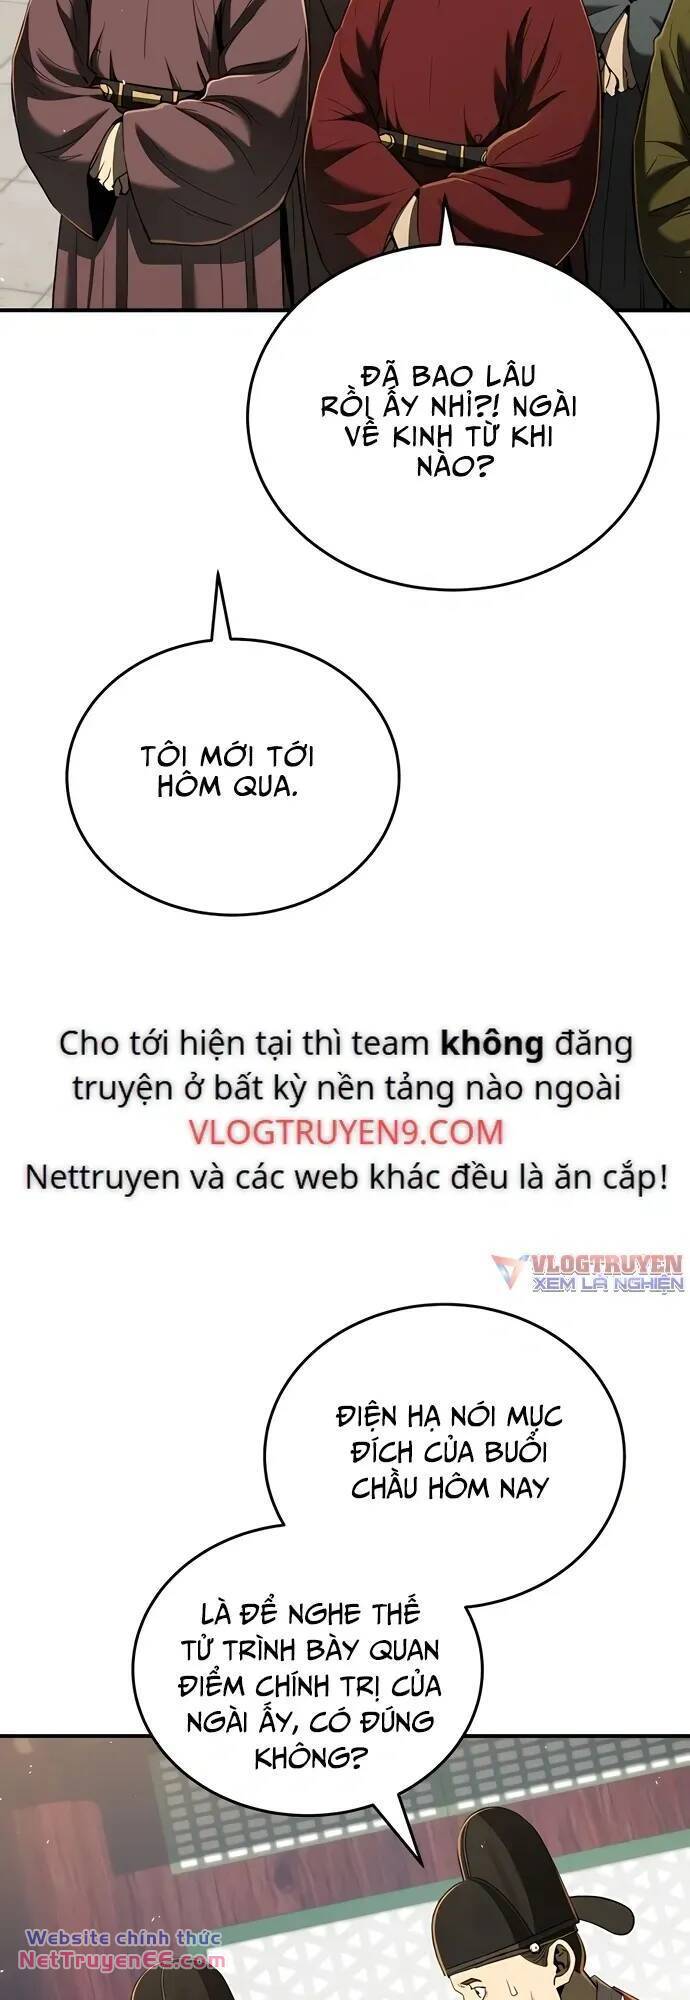 ĐÃ BAO LÂU
RỒI ẤY NHỈ?! NGÀI
VỀ KINH TỪ KHI
NÀO?
TÔI MỚI TỚI
HÔM QUA.
Cho tới hiện tại thì team không đăng
truyện ở bất kỳ nền tảng nào ngoài
VLOGTRUYEN9.COM
Nettruyen và các web khác đều là ăn cắp!
VLOGTRUYEN
XEM LÀ NGHIỆN
ĐIỆN HẠ NÓI MỤC
ĐÍCH CỦA BUỔI
CHẦU HÔM NAY
LÀ ĐỂ NGHE THẾ
TỬ TRÌNH BÀY QUAN
ĐIỂM CHÍNH TRỊ CỦA
NGÀI ẤY, CÓ ĐÚNG
KHÔNG?
Website chính thức
NetTruyenEE.com